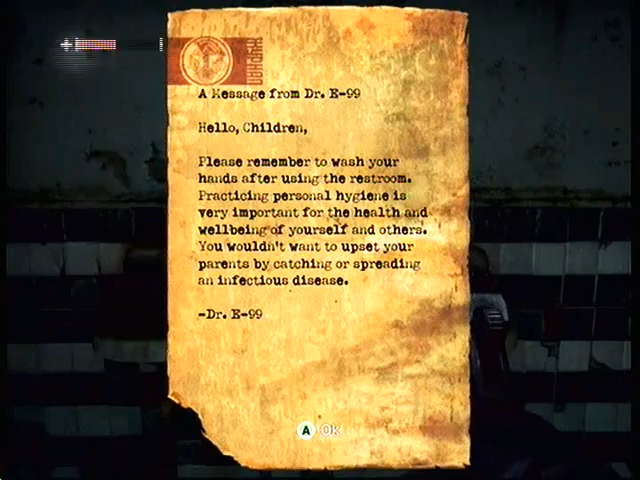 A Message from Dr. E-99
Hello, Children,
Please remember to wash your
hands after using the restroom.
Practicing personal hygiene is
very important for the health and
wellbeing of yourself and others.
You wouldn't want to upset your
parents by catching or spreading
an infectious disease.
-Dr. E-99
A Ok